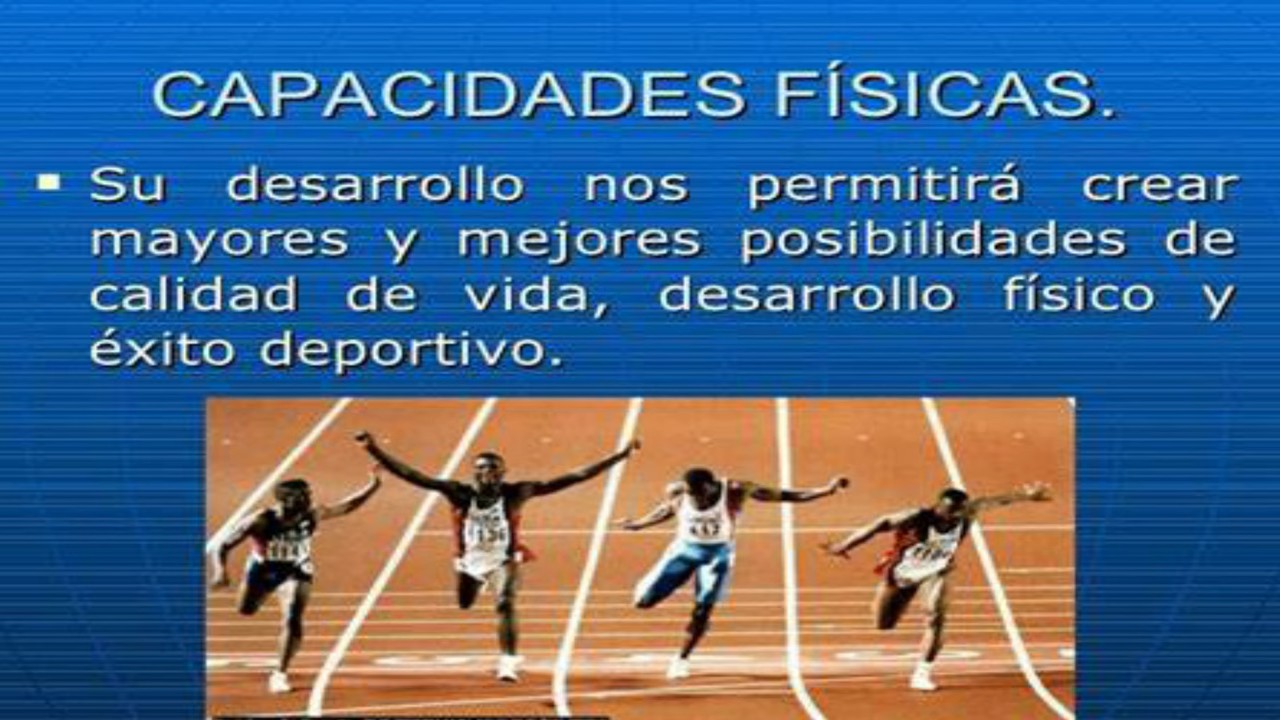 CAPACIDADES FÍSICAS.
Su desarrollo nos permitirá crear
mayores y mejores posibilidades de
calidad de vida, desarrollo físico y
éxito deportivo.